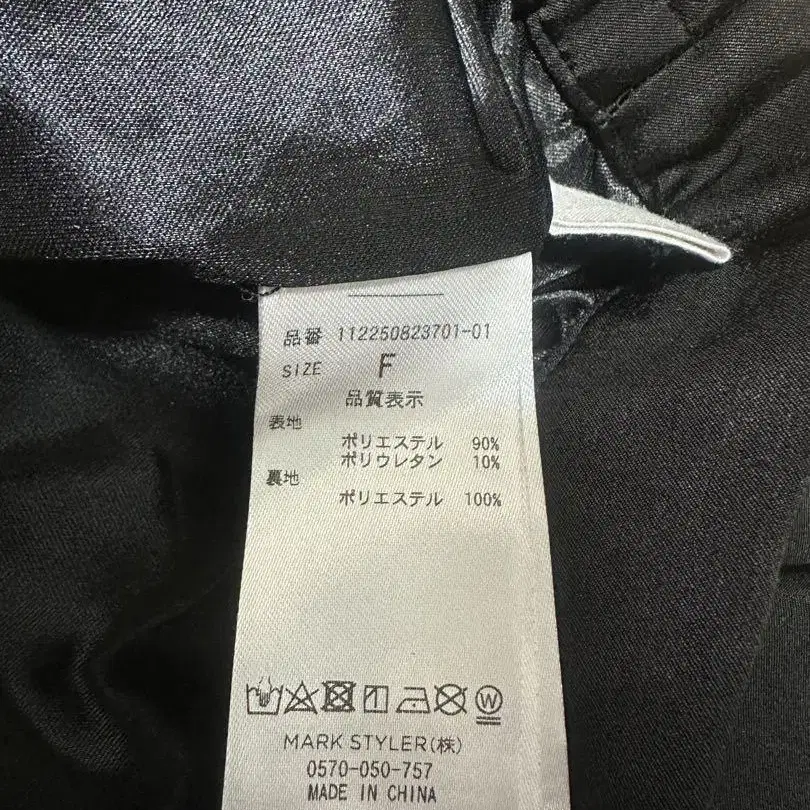 品番 112250823701-01
SIZE F
品質表示
表地
ポリエステル 90%
ポリウレタン 10%
裏地
ポリエステル 100%
W
MARK STYLER(株)
0570-050-757
MADE IN CHINA